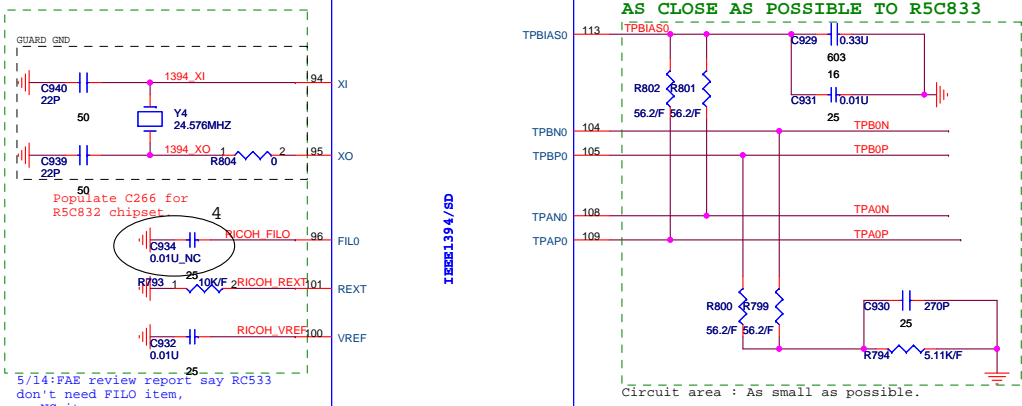 AS CLOSE AS POSSIBLE TO R5C833
GUARD GND
C940
22P
50
1394_XI
94
XI
Y4
24.576MHZ
C939
22P
50
1394_XO
1
R804
2
0
95
XO
Populate C266 for
R5C832 chipset.
4
C934
0.01U_NC
25
RICOH_FILO
96
FIL0
R793
1
10K/F
2
RICOH_REXT
101
REXT
C932
0.01U
25
RICOH_VREF
100
VREF
5/14:FAE review report say RC533
don't need FILO item,
IEEE1394/SD
TPBIAS0
113
TPBIAS0
C929
0.33U
603
16
C931
0.01U
25
R802
R801
56.2/F
56.2/F
TPBN0
104
TPB0N
TPBP0
105
TPB0P
TPAN0
108
TPA0N
TPAP0
109
TPA0P
R800
R799
56.2/F
56.2/F
C930
270P
25
R794
5.11K/F
Circuit area : As small as possible.